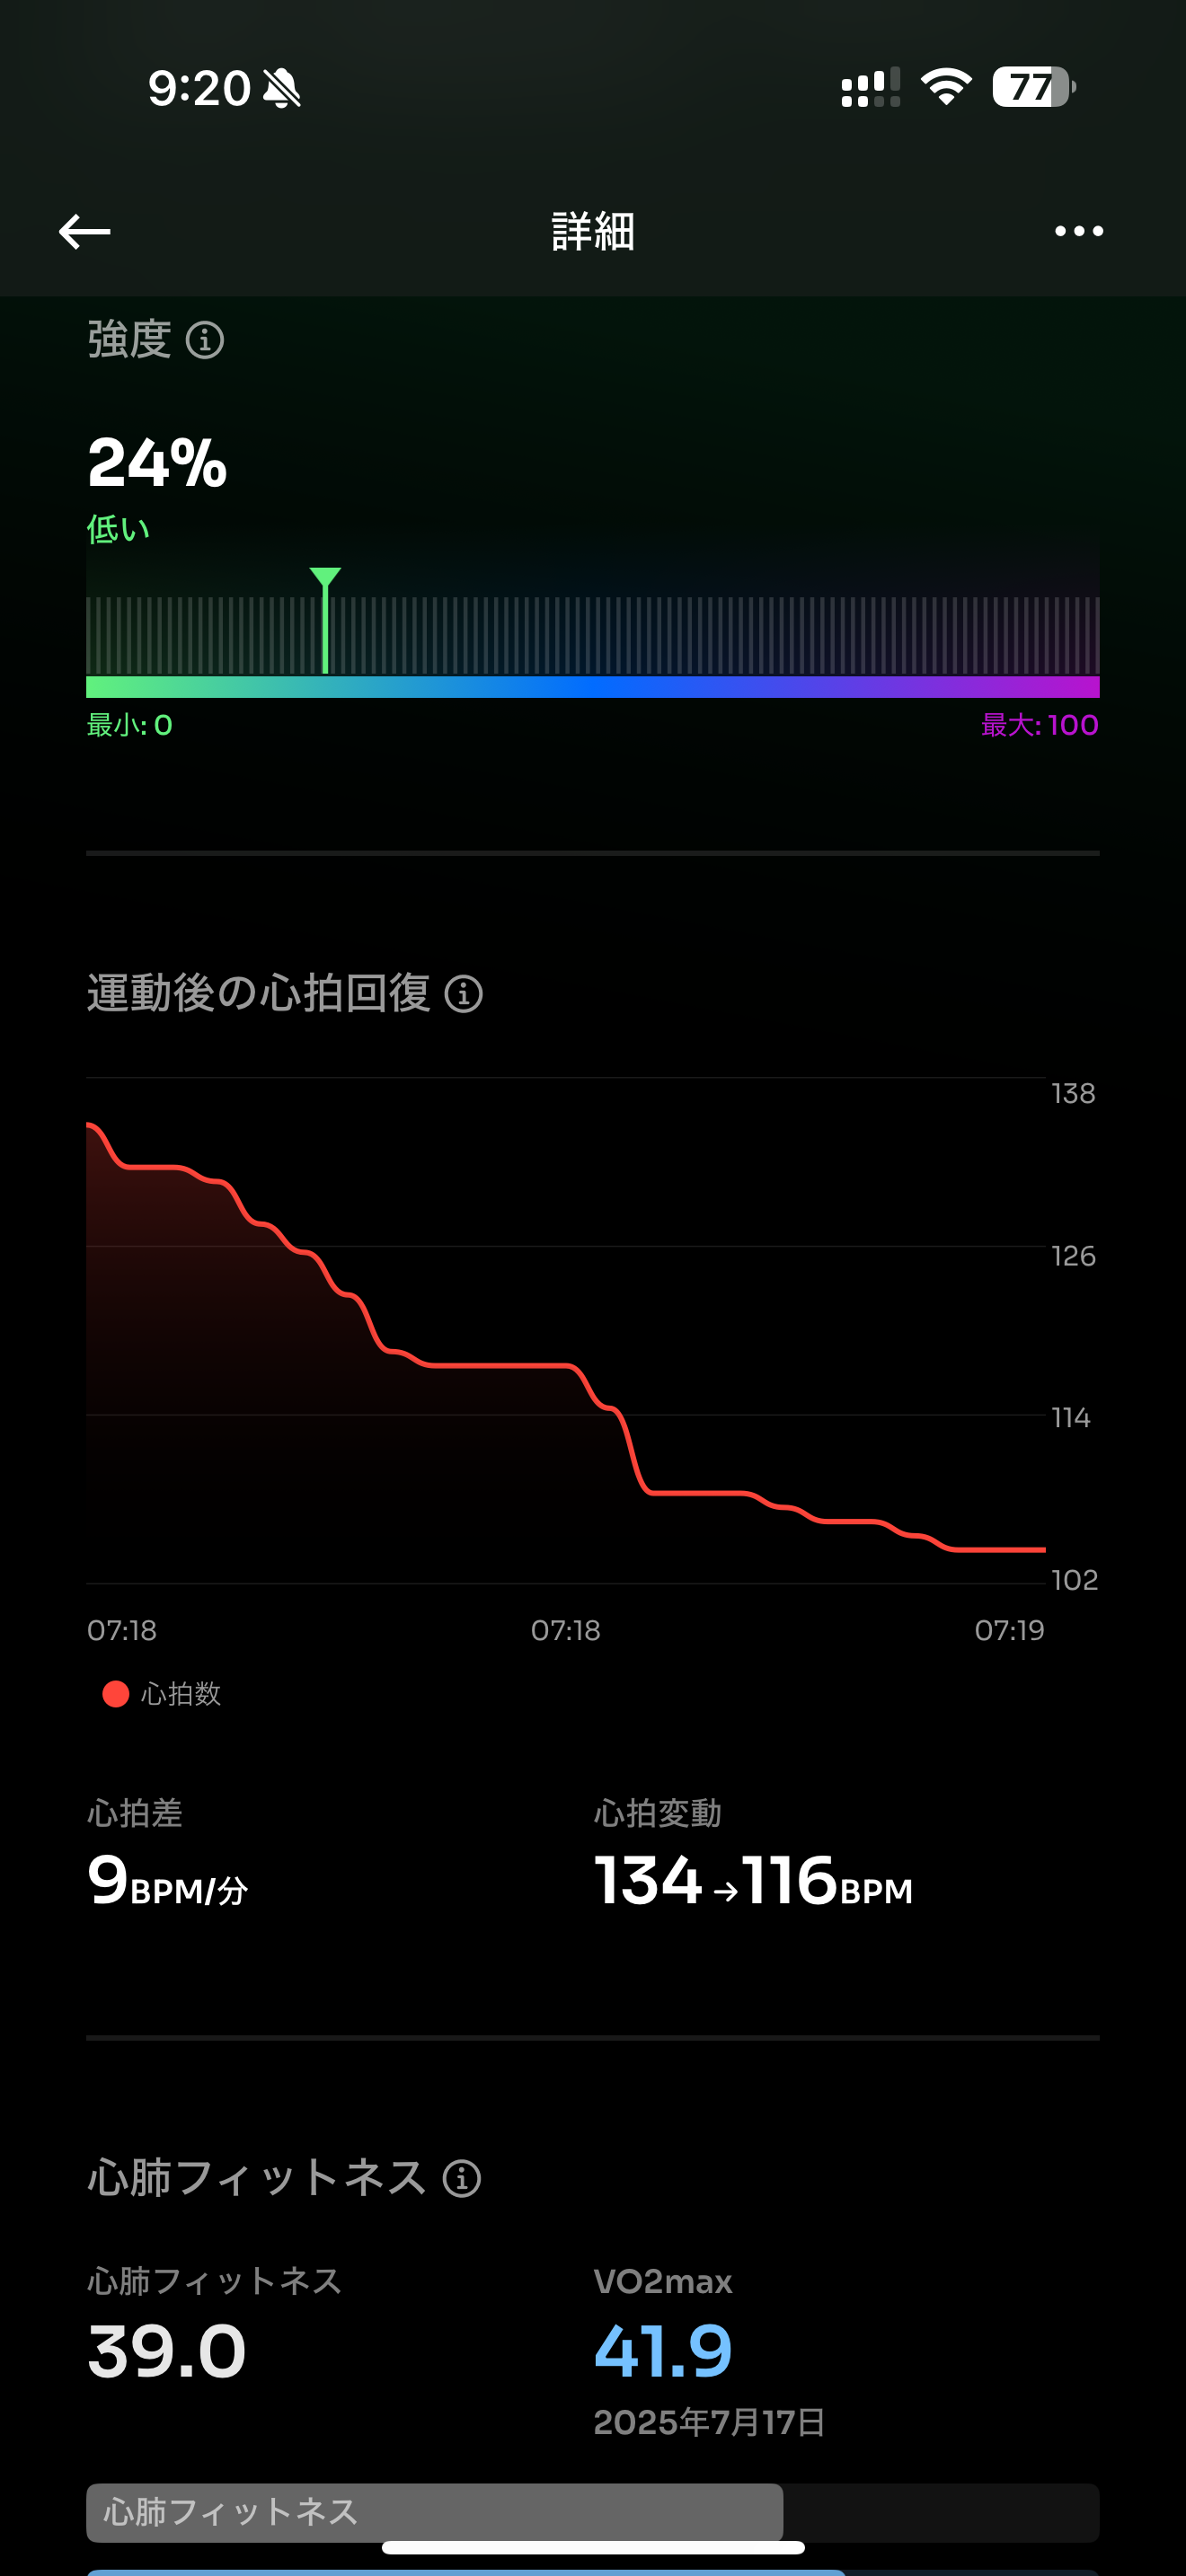 9:20
77
詳細
強度
24%
低い
最小: 0
最大: 100
運動後の心拍回復
138
126
114
102
07:18
07:18
07:19
心拍数
心拍差
心拍変動
9BPM/分
134→116BPM
心肺フィットネス
心肺フィットネス
VO2max
39.0
41.9
2025年7月17日
心肺フィットネス